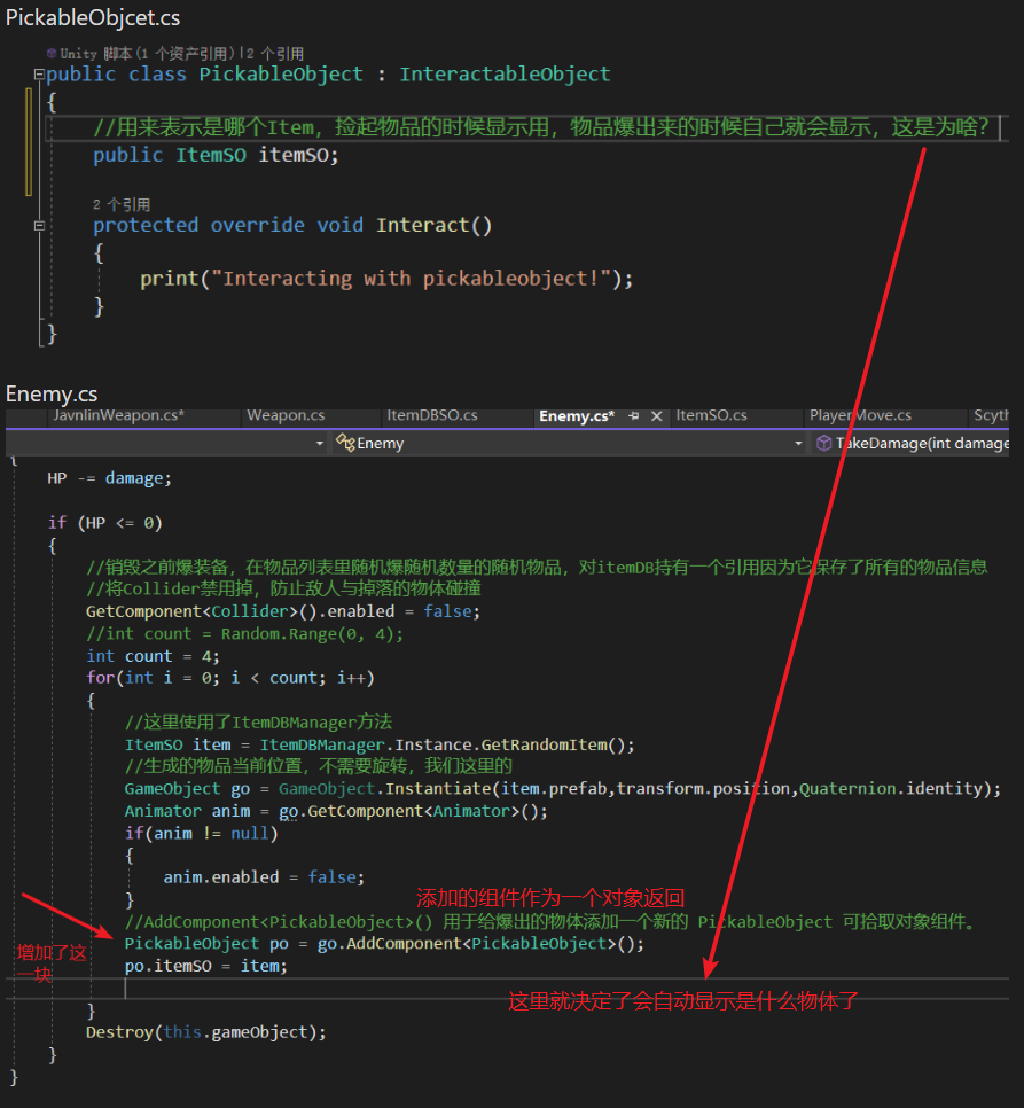 PickableObjcet.cs
Unity 脚本(1 个资产引用)|2 个引用
public class PickableObject : InteractableObject
{
//用来表示是哪个Item，捡起物品的时候显示用，物品爆出来的时候自己就会显示，这是为啥？
public ItemSO itemSO;
2 个引用
protected override void Interact()
{
print("Interacting with pickableobject!");
}
}
Enemy.cs
JavnlinWeapon.cs* Weapon.cs ItemDBSO.cs Enemy.cs* ItemSO.cs PlayerMove.cs Scyth
Enemy TakeDamage(int damage
{
HP -= damage;
if (HP <= 0)
{
//销毁之前爆装备，在物品列表里随机爆随机数量的随机物品，对itemDB持有一个引用因为它保存了所有的物品信息
//将Collider禁用掉，防止敌人与掉落的物体碰撞
GetComponent<Collider>().enabled = false;
//int count = Random.Range(0, 4);
int count = 4;
for(int i = 0; i < count; i++)
{
//这里使用了ItemDBManager方法
ItemSO item = ItemDBManager.Instance.GetRandomItem();
//生成的物品当前位置，不需要旋转，我们这里的
GameObject go = GameObject.Instantiate(item.prefab,transform.position,Quaternion.identity);
Animator anim = go.GetComponent<Animator>();
if(anim != null)
{
anim.enabled = false;
}
添加的组件作为一个对象返回
//AddComponent<PickableObject>() 用于给爆出的物体添加一个新的 PickableObject 可拾取对象组件。
PickableObject po = go.AddComponent<PickableObject>();
增加了这
po.itemSO = item;
一块
这里就决定了会自动显示是什么物体了
}
Destroy(this.gameObject);
}
}